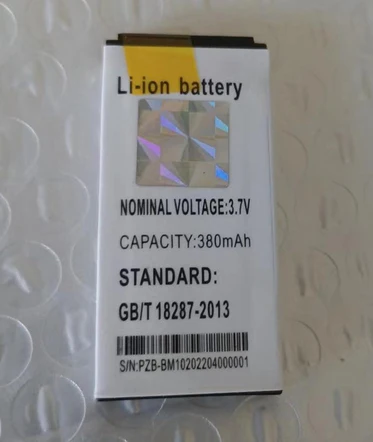 Li-ion battery
NOMINAL VOLTAGE:3.7V
CAPACITY:380mAh
STANDARD:
GB/T 18287-2013
S/N:PZB-BM10202204000001